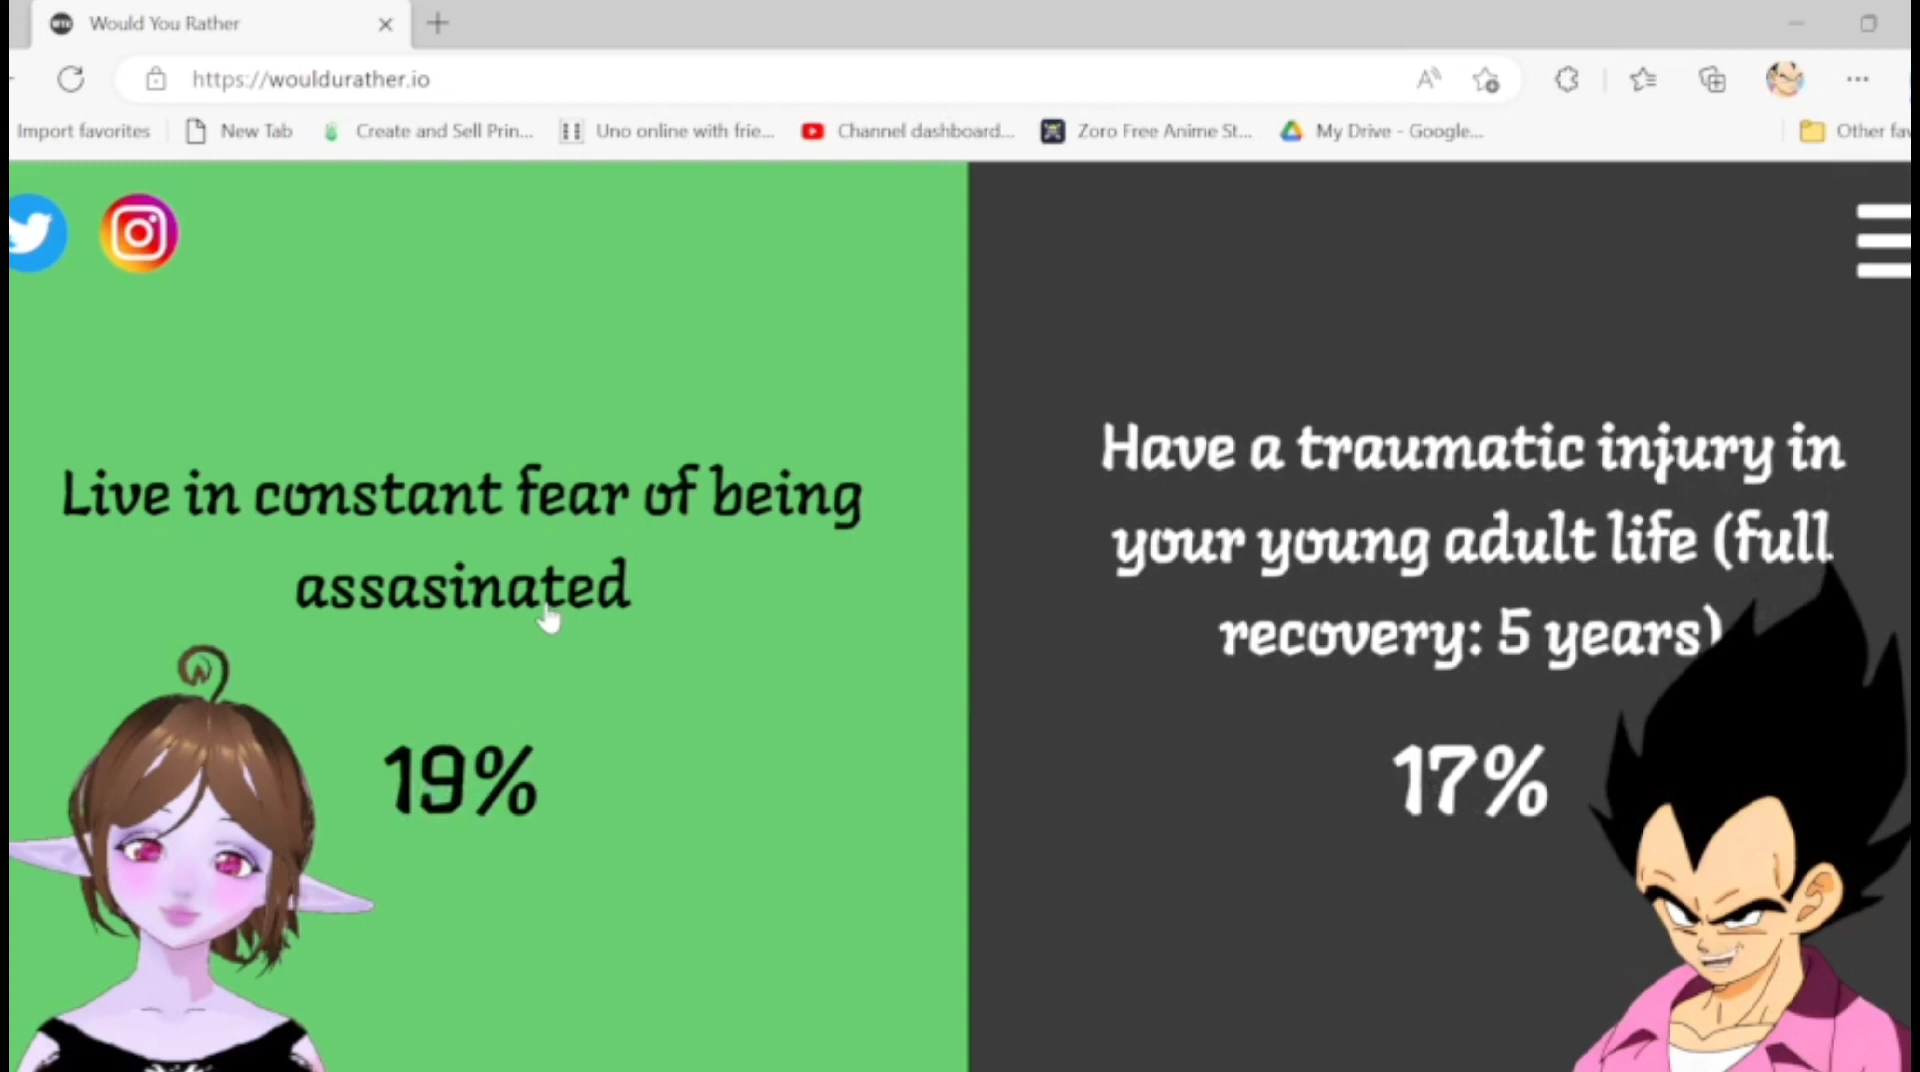 Would You Rather
https://wouldurather.io
Import favorites New Tab Create and Sell Prin... Uno online with frie... Channel dashboard... Zoro Free Anime St... My Drive - Google... Other fav
Live in constant fear of being
assasinated
19%
Have a traumatic injury in
your young adult life (full
recovery: 5 years)
17%